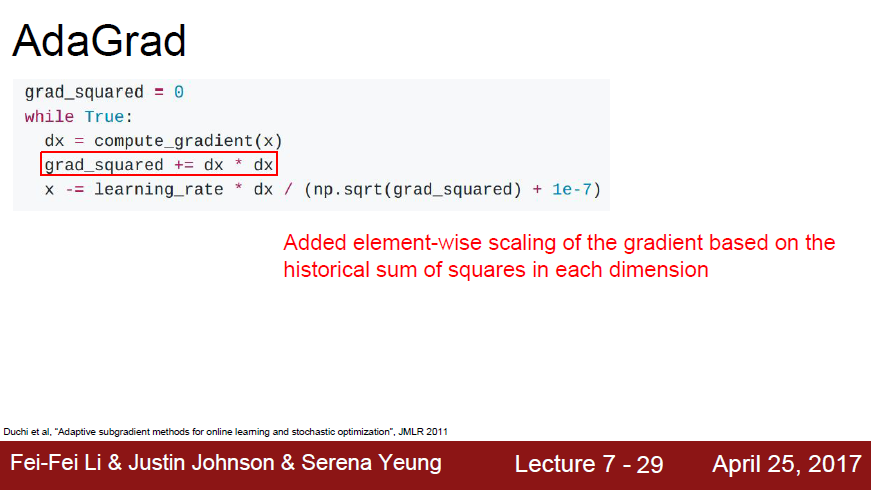 AdaGrad
grad_squared = 0
while True:
dx = compute_gradient(x)
grad_squared += dx * dx
x -= learning_rate * dx / (np.sqrt(grad_squared) + 1e-7)
Added element-wise scaling of the gradient based on the
historical sum of squares in each dimension
Duchi et al, "Adaptive subgradient methods for online learning and stochastic optimization", JMLR 2011
Fei-Fei Li & Justin Johnson & Serena Yeung Lecture 7 - 29 April 25, 2017